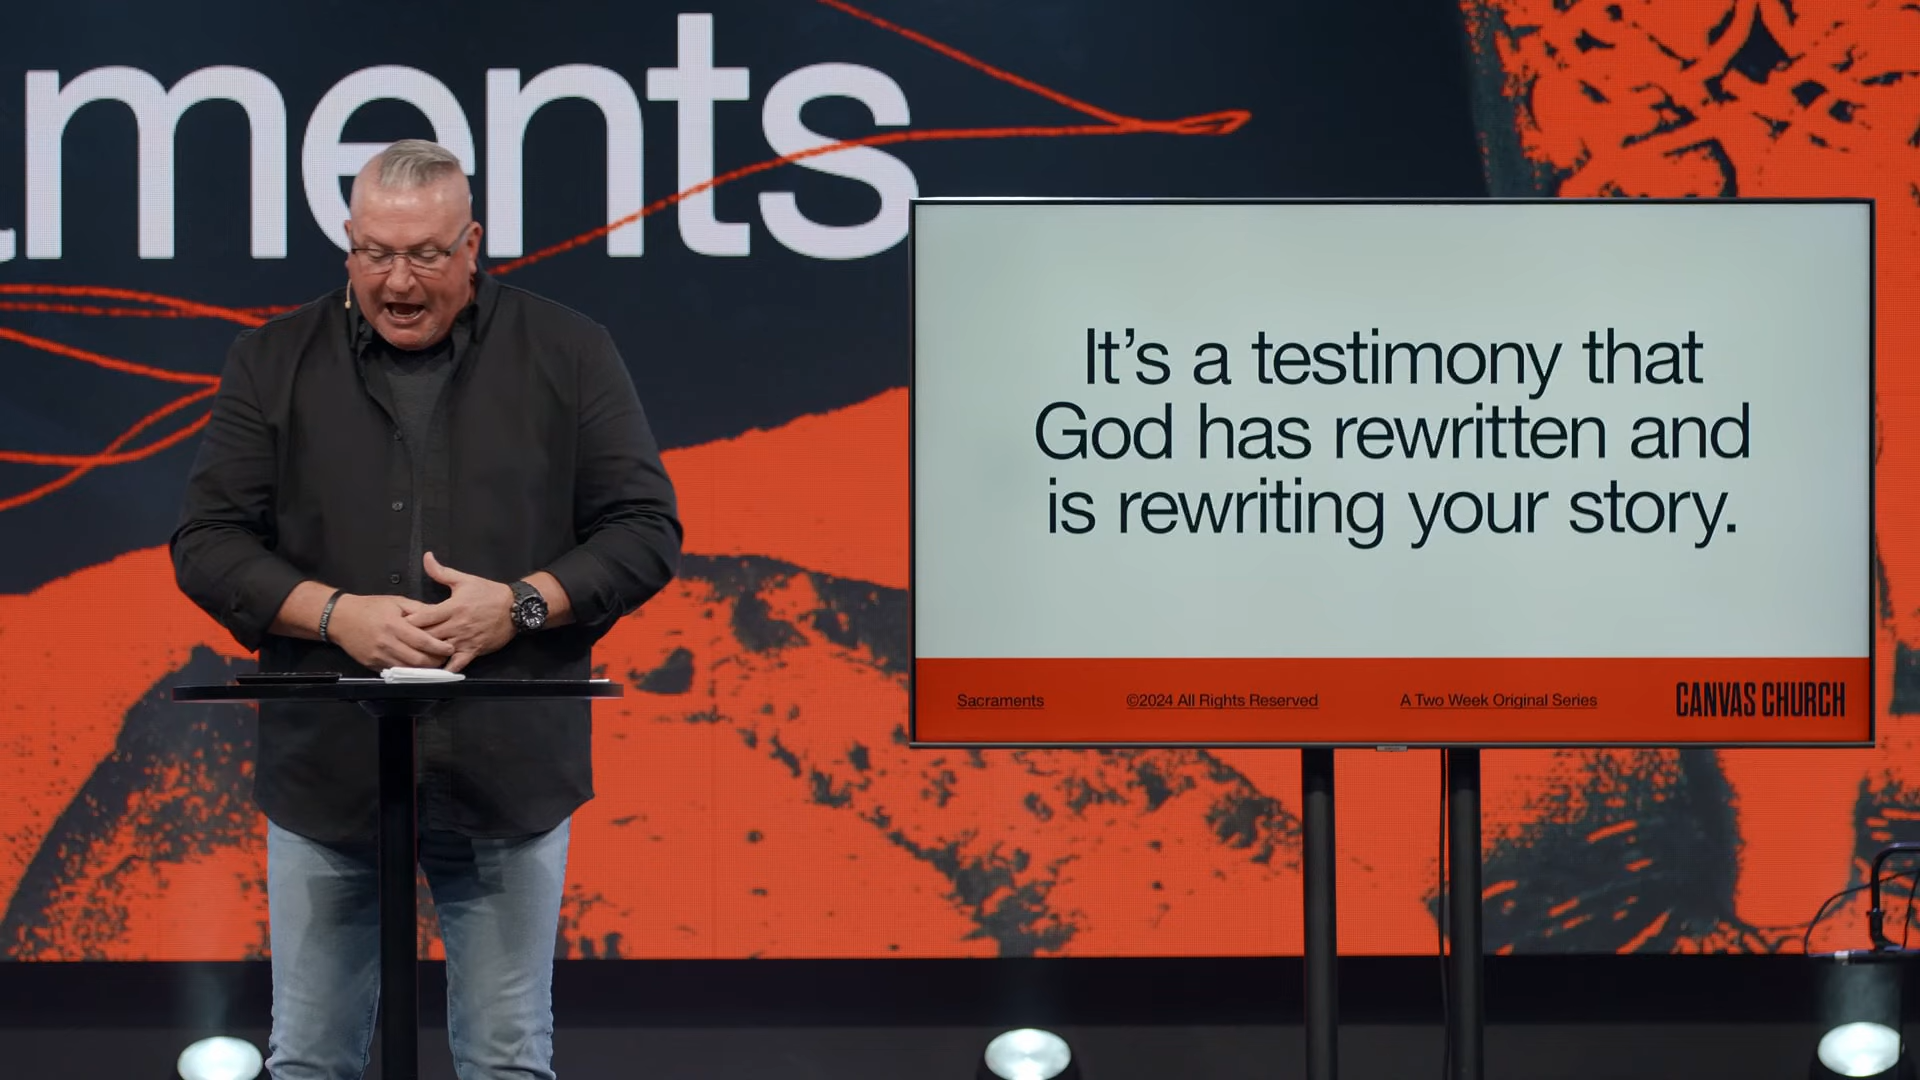 aments
It’s a testimony that
God has rewritten and
is rewriting your story.
Sacraments ©2024 All Rights Reserved A Two Week Original Series CANVAS CHURCH